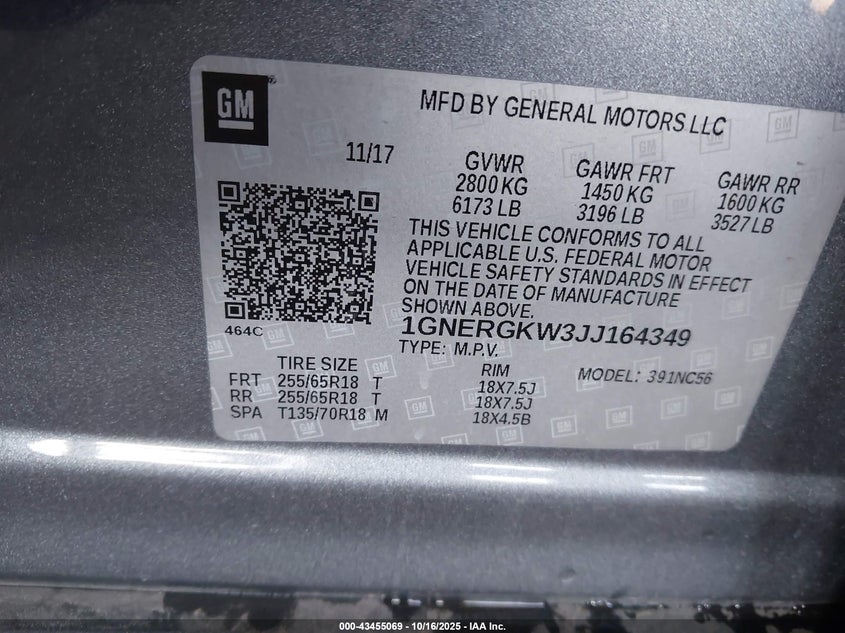 GM
MFD BY GENERAL MOTORS LLC
11/17
GVWR
2800 KG
6173 LB
GAWR FRT
1450 KG
3196 LB
GAWR RR
1600 KG
3527 LB
THIS VEHICLE CONFORMS TO ALL
APPLICABLE U.S. FEDERAL MOTOR
VEHICLE SAFETY STANDARDS IN EFFECT
ON THE DATE OF MANUFACTURE
SHOWN ABOVE.
464C
1GNERGKW3JJ164349
TYPE: M.P.V.
MODEL: 391NC56
TIRE SIZE RIM
FRT 255/65R18 T 18X7.5J
RR 255/65R18 T 18X7.5J
SPA T135/70R18 M 18X4.5B
000-43455069 - 10/16/2025 - IAA Inc.